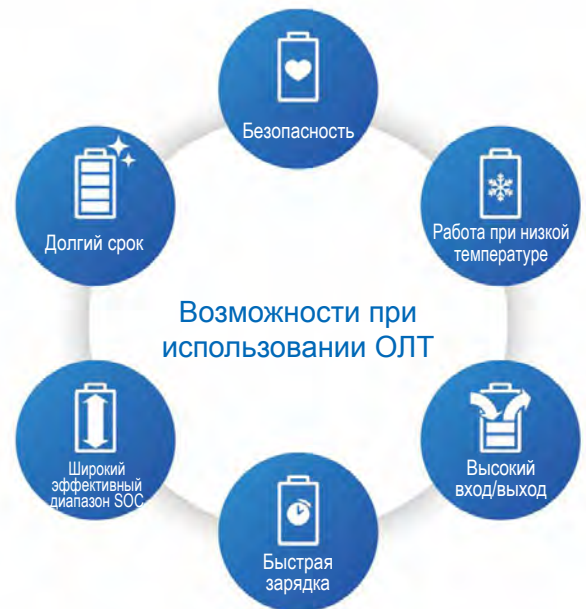 Безопасность
Долгий срок
Работа при низкой
температуре
Возможности при
использовании ОЛТ
Широкий
эффективный
диапазон SOC
Высокий
вход/выход
Быстрая
зарядка